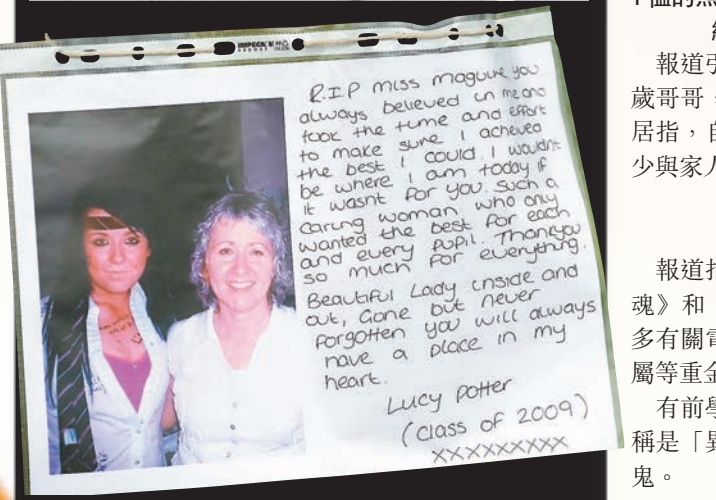 IMPEGA
R.I.P miss maguire you
always believed in me and
took the time and effort
to make sure I acheved
the best I could. I wouldnt
be where I am today if
it wasnt for you. Such a
caring woman, who only
wanted the best for each
and every pupil. Thankyou
so much for everything.
Beautiful Lady inside and
out, Gone but never
Forgotten you will always
have a place in my
heart.
Lucy Potter
(class of 2009)
xxxxxxxxx
報道引
歲哥哥，
居指，自
少與家人
報道指
魂》和
多有關電
屬等重金
有前學
稱是「異
鬼。